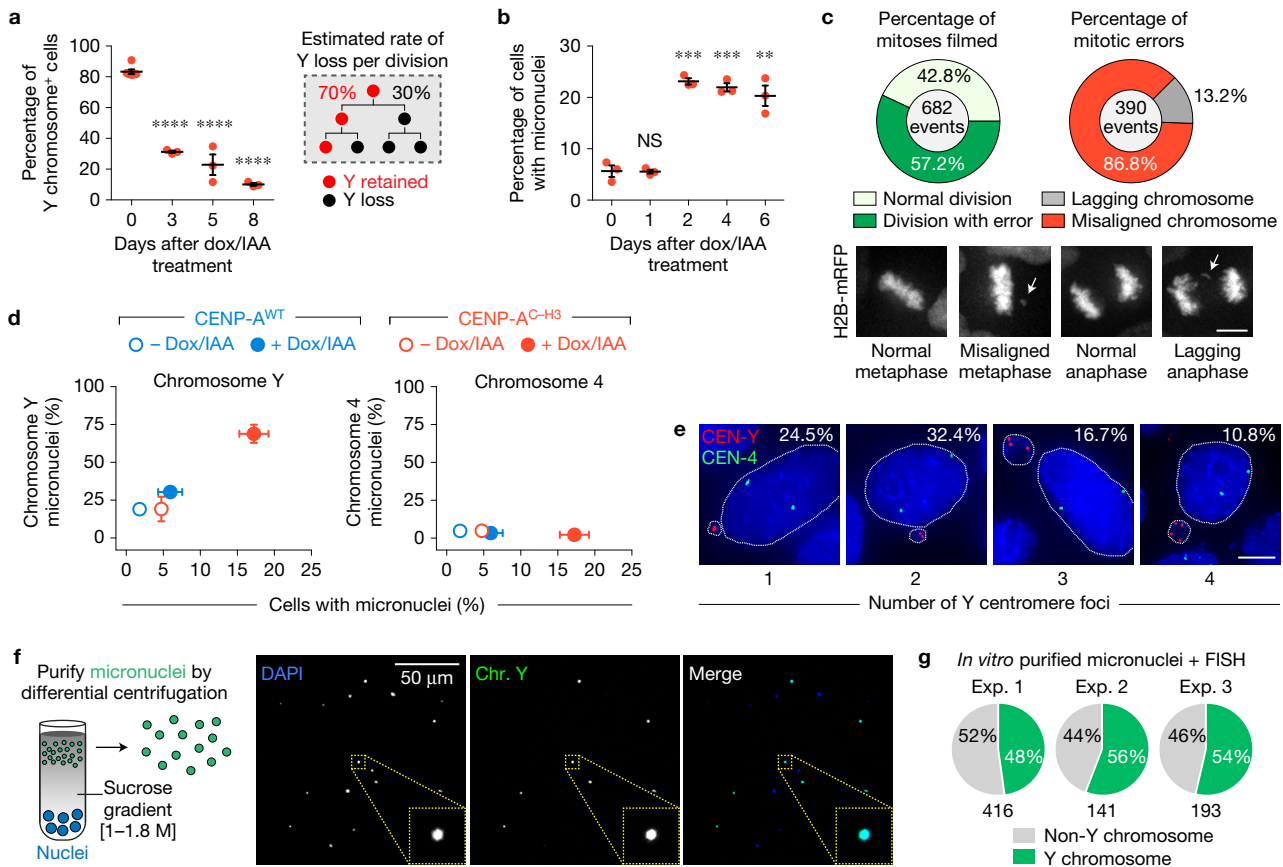 a
Percentage of
Y chromosome⁺ cells
100
80
60
40
20
0
****
****
****
0 3 5 8
Days after dox/IAA
treatment
Estimated rate of
Y loss per division
70% 30%
Y retained
Y loss
b
Percentage of cells
with micronuclei
30
20
10
0
NS
***
***
**
0 1 2 4 6
Days after dox/IAA
treatment
c
Percentage of
mitoses filmed
42.8%
682
events
57.2%
Normal division
Division with error
Percentage of
mitotic errors
13.2%
390
events
86.8%
Lagging chromosome
Misaligned chromosome
H2B-mRFP
Normal
metaphase
Misaligned
metaphase
Normal
anaphase
Lagging
anaphase
d
CENP-Aᵂᵀ
– Dox/IAA + Dox/IAA
CENP-Aᶜ⁻ᴴ³
– Dox/IAA + Dox/IAA
Chromosome Y
Chromosome Y
micronuclei (%)
100
75
50
25
0
0 5 10 15 20 25
Chromosome 4
Chromosome 4
micronuclei (%)
100
75
50
25
0
0 5 10 15 20 25
Cells with micronuclei (%)
e
CEN-Y
CEN-4
24.5%
32.4%
16.7%
10.8%
1 2 3 4
Number of Y centromere foci
f
Purify micronuclei by
differential centrifugation
Sucrose
gradient
[1–1.8 M]
Nuclei
DAPI
50 µm
Chr. Y
Merge
g
In vitro purified micronuclei + FISH
Exp. 1 Exp. 2 Exp. 3
52% 48%
44% 56%
46% 54%
416 141 193
Non-Y chromosome
Y chromosome